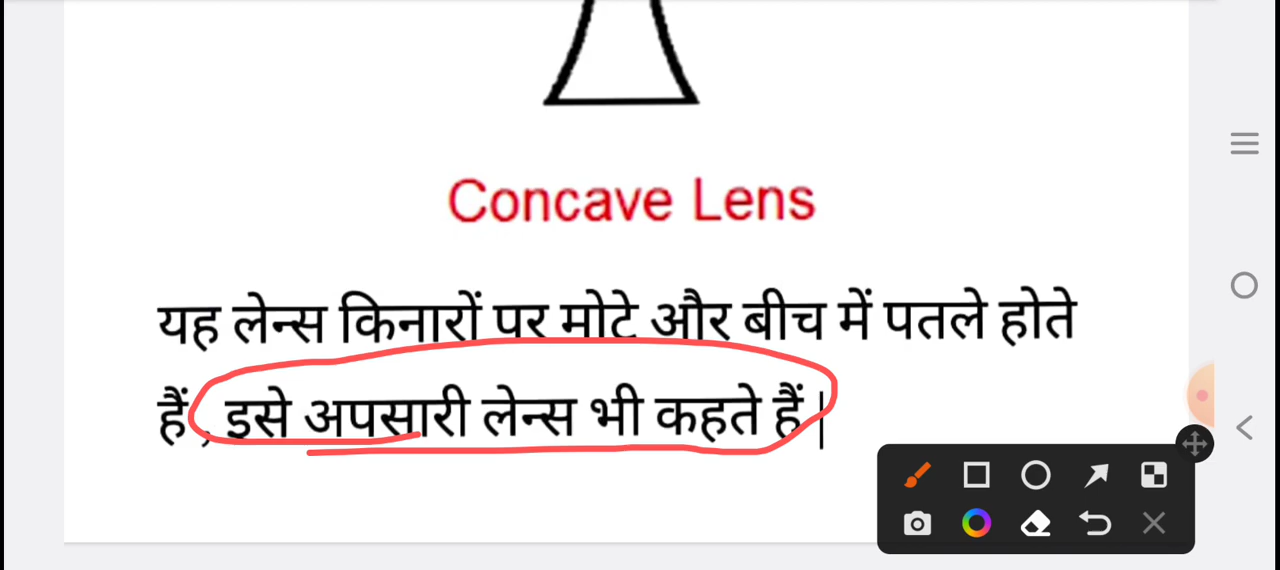 Concave Lens
यह लेन्स किनारों पर मोटे और बीच में पतले होते
हैं , इसे अपसारी लेन्स भी कहते हैं |